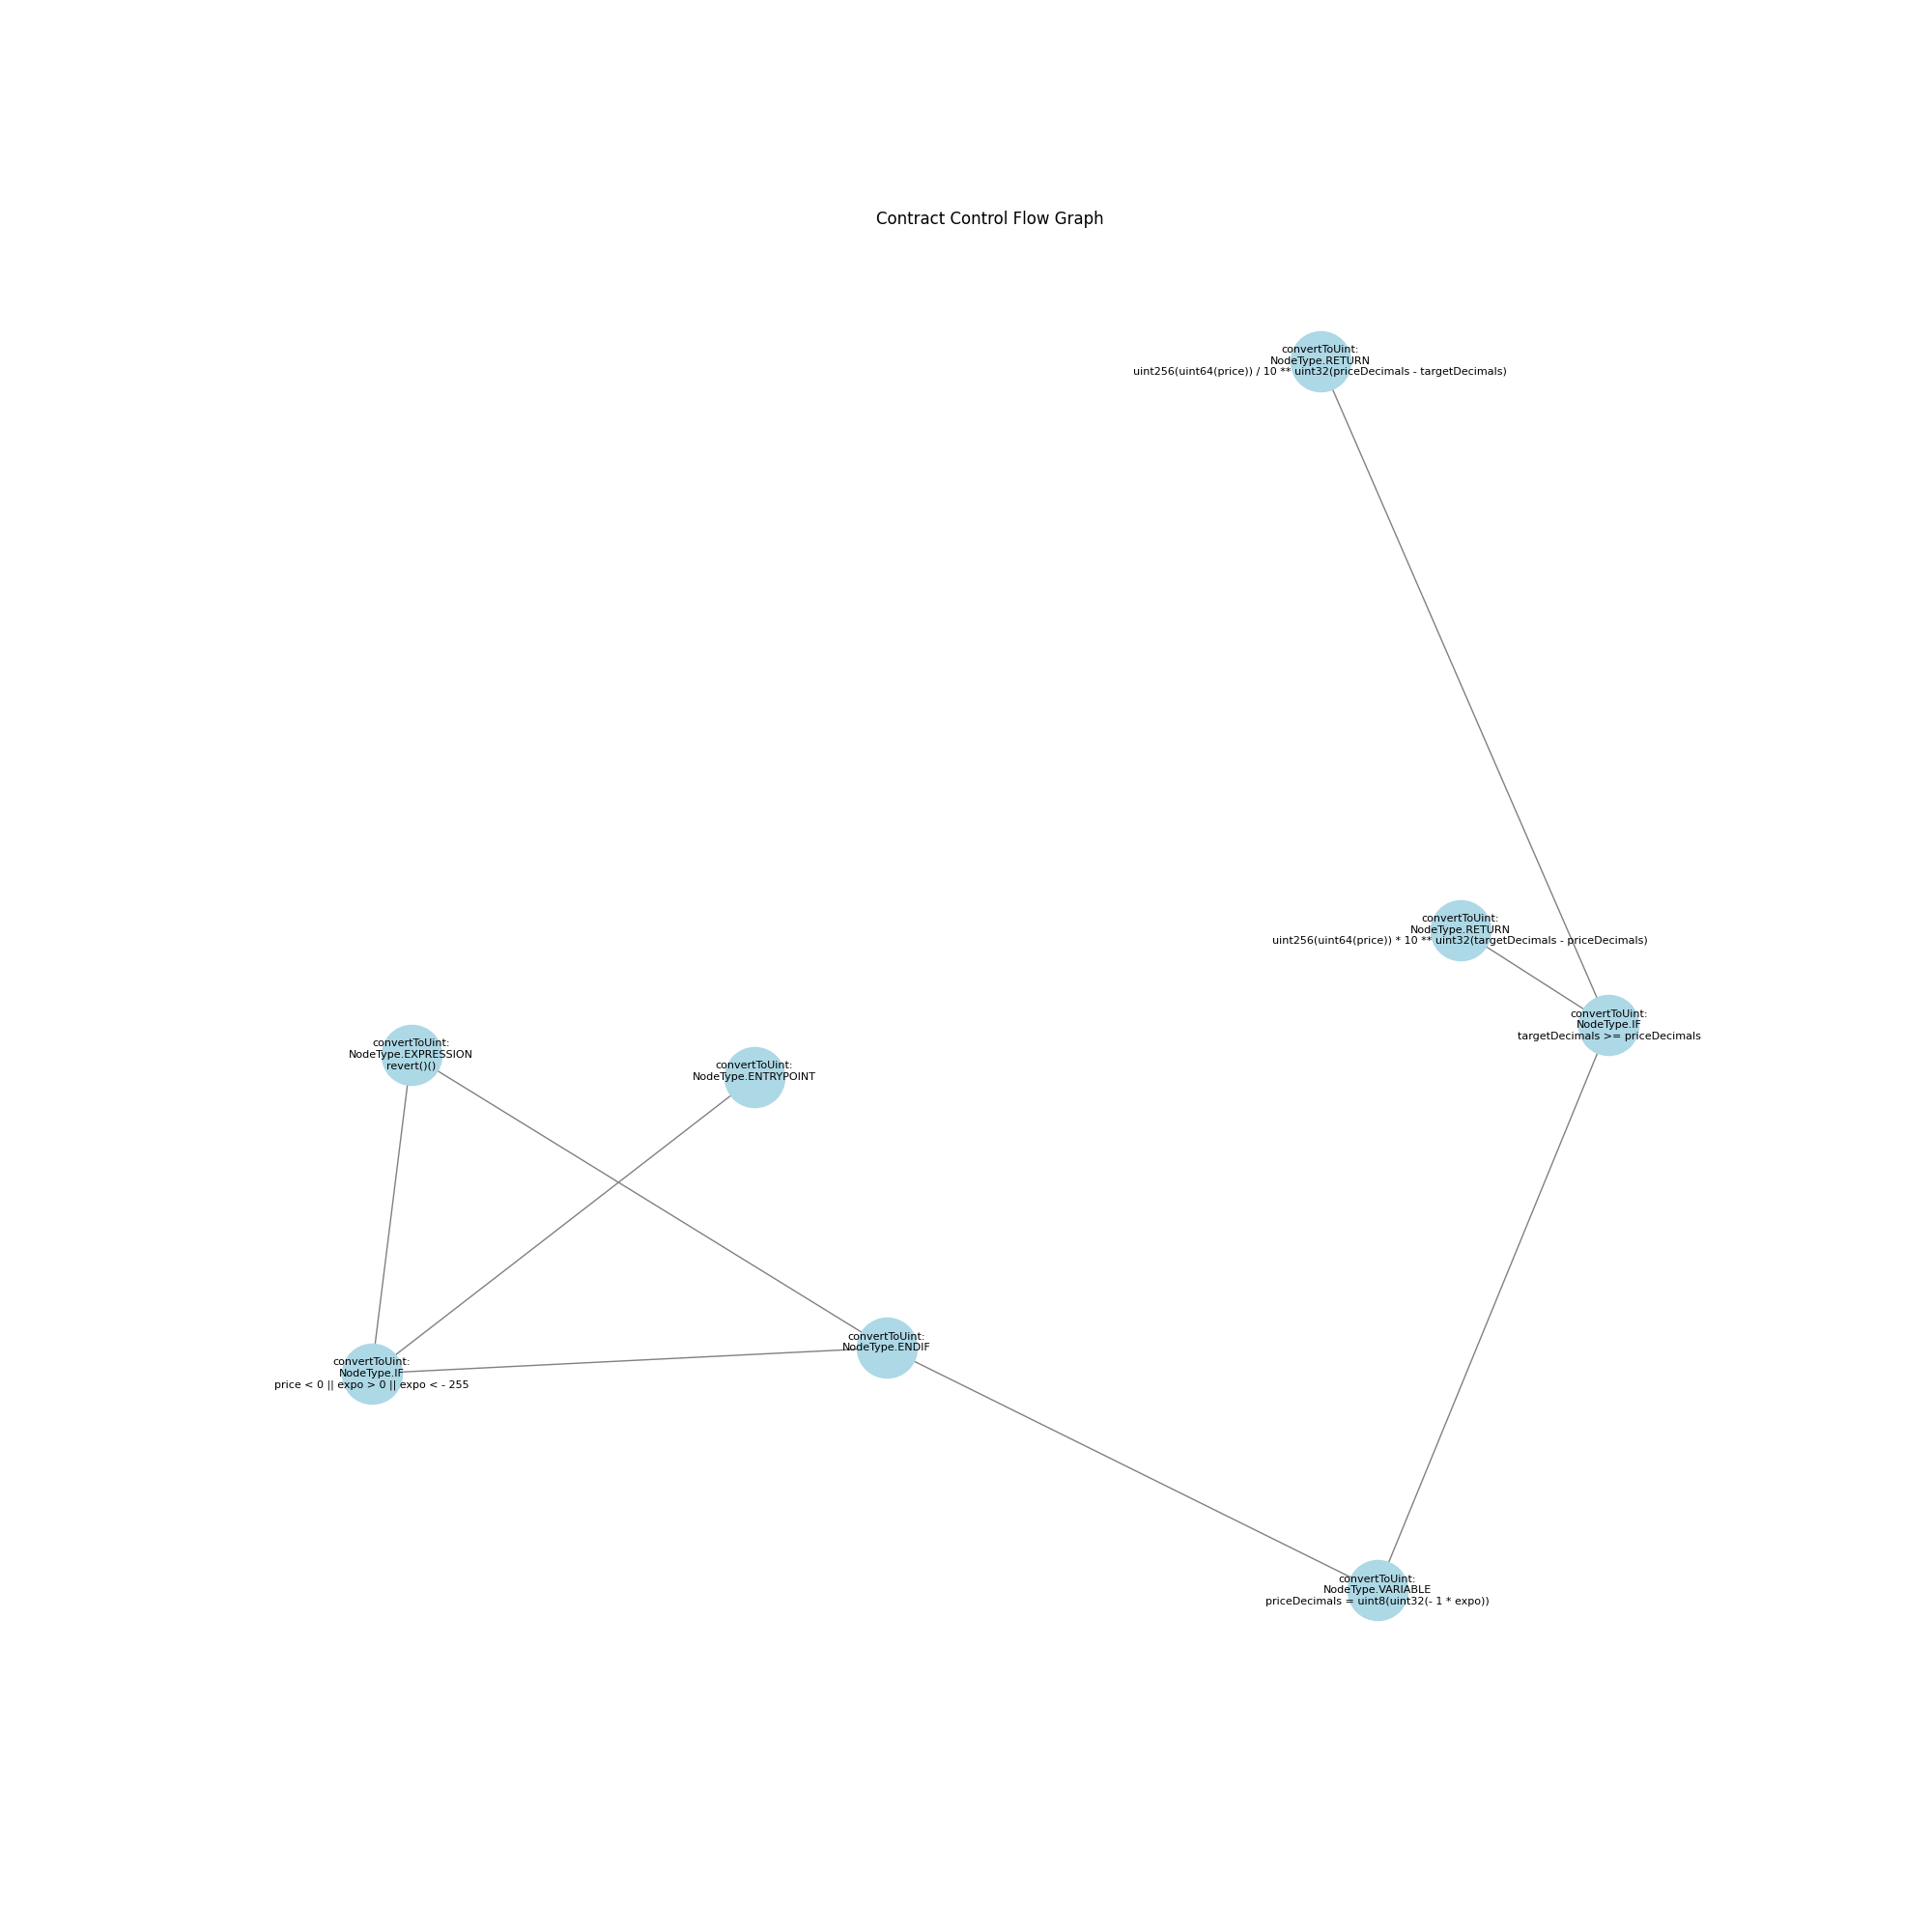 Contract Control Flow Graph
convertToUint:
NodeType.RETURN
uint256(uint64(price)) / 10 ** uint32(priceDecimals - targetDecimals)
convertToUint:
NodeType.RETURN
uint256(uint64(price)) * 10 ** uint32(targetDecimals - priceDecimals)
convertToUint:
NodeType.IF
targetDecimals >= priceDecimals
convertToUint:
NodeType.EXPRESSION
revert()()
convertToUint:
NodeType.ENTRYPOINT
convertToUint:
NodeType.ENDIF
convertToUint:
NodeType.IF
price < 0 || expo > 0 || expo < - 255
convertToUint:
NodeType.VARIABLE
priceDecimals = uint8(uint32(- 1 * expo))